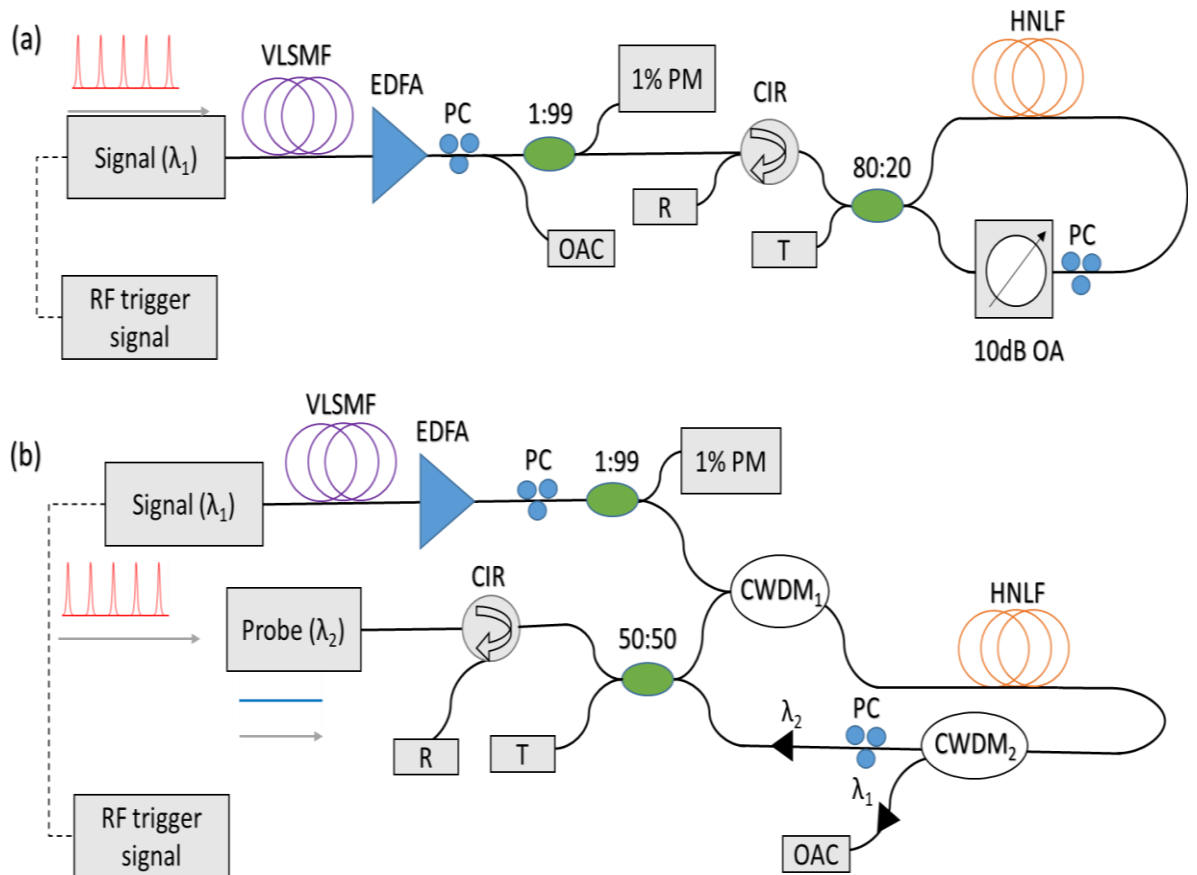 (a)
VLSMF
EDFA
PC
1:99
1% PM
CIR
HNLF
Signal (λ1)
R
80:20
T
OAC
PC
RF trigger
signal
10dB OA
(b)
VLSMF
EDFA
PC
1:99
1% PM
Signal (λ1)
CIR
CWDM1
HNLF
Probe (λ2)
50:50
λ2
PC
CWDM2
R
T
λ1
RF trigger
signal
OAC